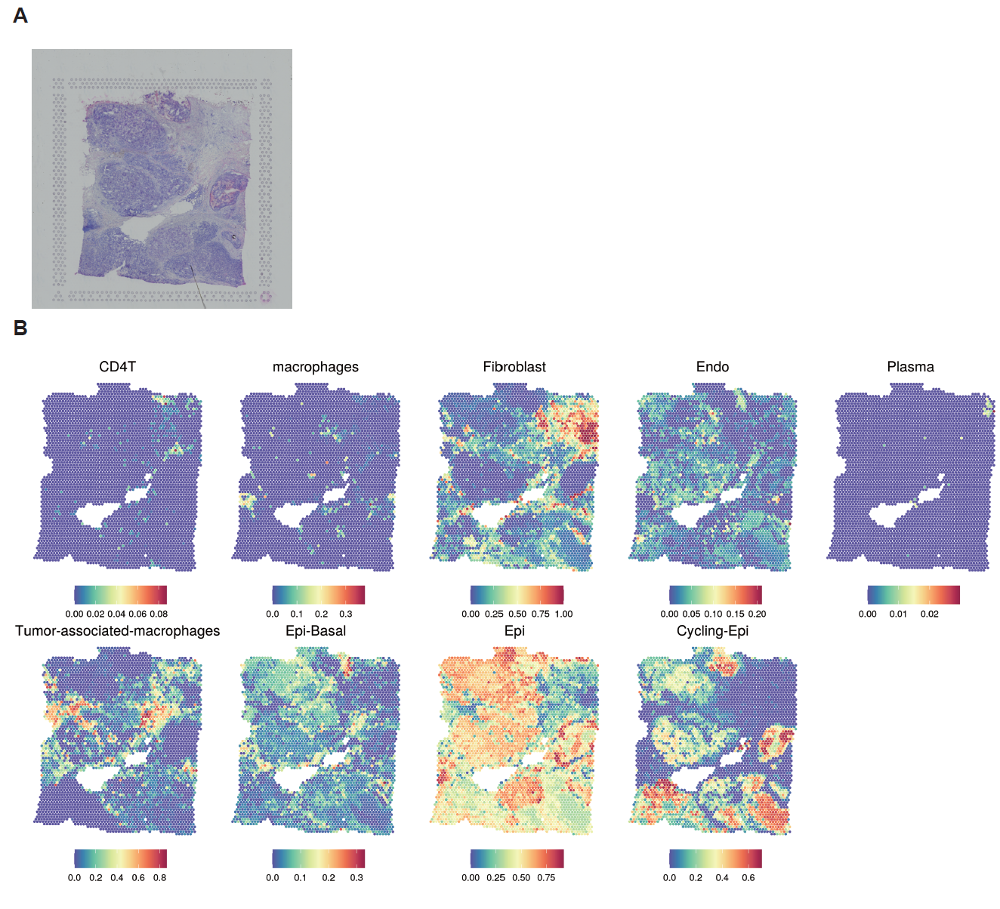 A
B
CD4T macrophages Fibroblast Endo Plasma
0.00 0.02 0.04 0.06 0.08 0.0 0.1 0.2 0.3 0.00 0.25 0.50 0.75 1.00 0.00 0.05 0.10 0.15 0.20 0.00 0.01 0.02
Tumor-associated-macrophages Epi-Basal Epi Cycling-Epi
0.0 0.2 0.4 0.6 0.8 0.0 0.1 0.2 0.3 0.00 0.25 0.50 0.75 0.0 0.2 0.4 0.6